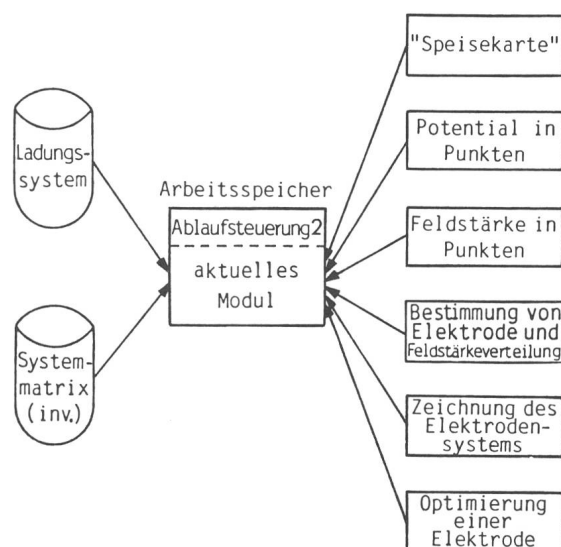 Ladungs-
system
System-
matrix
(inv.)
Arbeitsspeicher
Ablaufsteuerung2
aktuelles
Modul
"Speisekarte"
Potential in
Punkten
Feldstärke in
Punkten
Bestimmung von
Elektrode und
Feldstärkeverteilung
Zeichnung des
Elektroden-
systems
Optimierung
einer
Elektrode